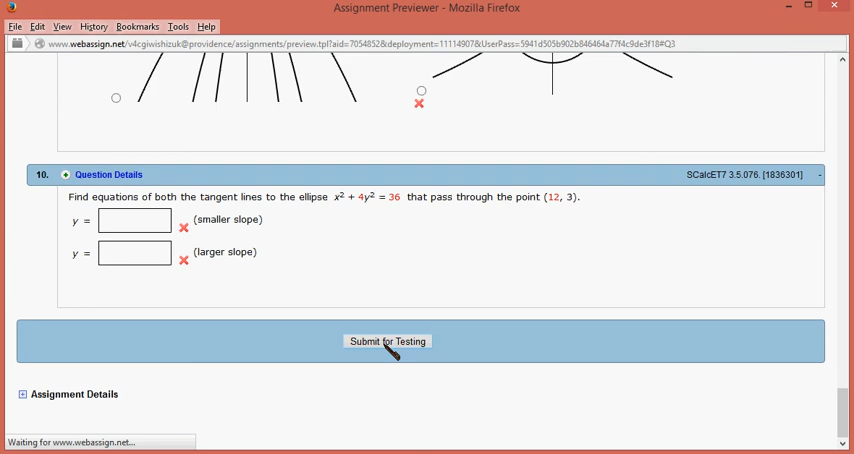 Assignment Previewer - Mozilla Firefox
File Edit View History Bookmarks Tools Help
www.webassign.net/v4cgiwishizuk@providence/assignments/preview.tpl?aid=7054852&deployment=11114907&UserPass=5941d505b902b846464a77f4c9de3f18#Q3
10. Question Details SCalcET7 3.5.076. [1836301] -
Find equations of both the tangent lines to the ellipse x² + 4y² = 36 that pass through the point (12, 3).
y = (smaller slope)
y = (larger slope)
Submit for Testing
Assignment Details
Waiting for www.webassign.net...